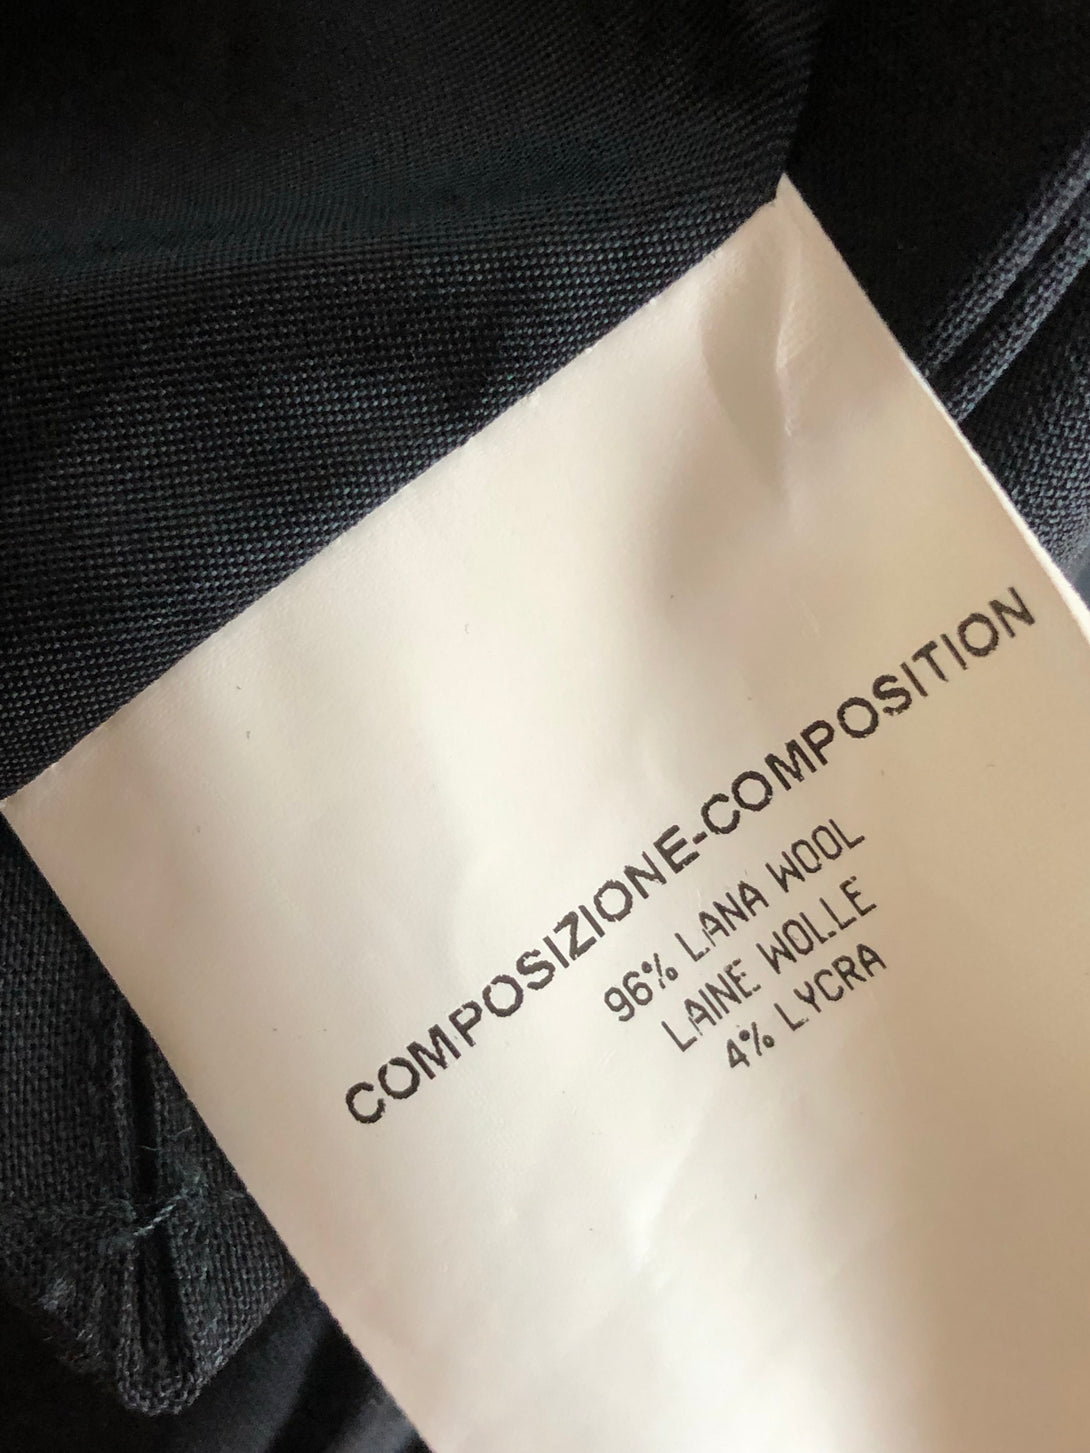 COMPOSIZIONE-COMPOSITION
96% LANA WOOL
LAINE WOLLE
4% LYCRA